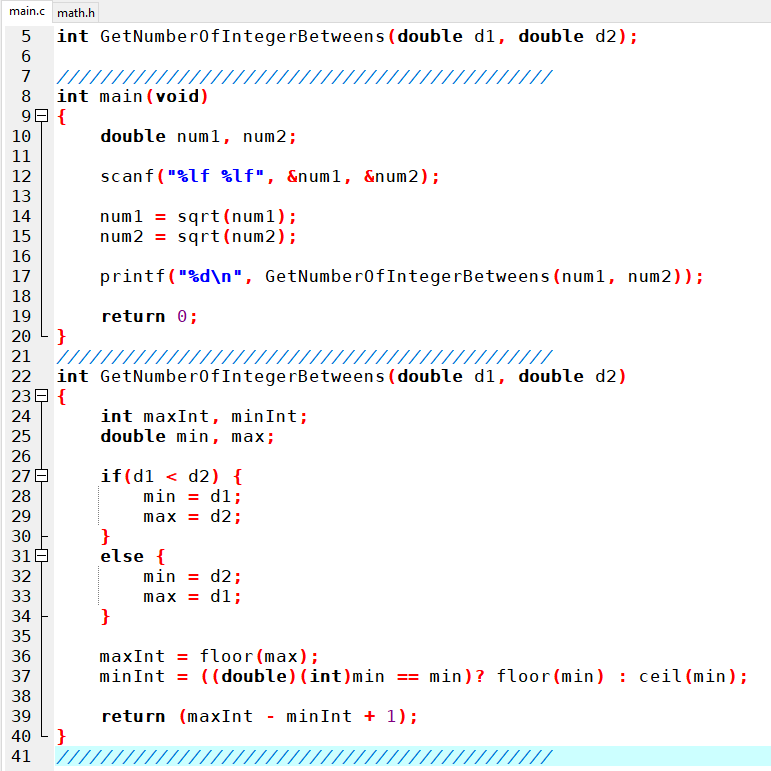 main.c math.h
5 int GetNumberOfIntegerBetweens(double d1, double d2);
6
7 /////////////////////////////////////////////
8 int main(void)
9 {
10 double num1, num2;
11
12 scanf("%lf %lf", &num1, &num2);
13
14 num1 = sqrt(num1);
15 num2 = sqrt(num2);
16
17 printf("%d\n", GetNumberOfIntegerBetweens(num1, num2));
18
19 return 0;
20 }
21 /////////////////////////////////////////////
22 int GetNumberOfIntegerBetweens(double d1, double d2)
23 {
24 int maxInt, minInt;
25 double min, max;
26
27 if(d1 < d2) {
28 min = d1;
29 max = d2;
30 }
31 else {
32 min = d2;
33 max = d1;
34 }
35
36 maxInt = floor(max);
37 minInt = ((double)(int)min == min)? floor(min) : ceil(min);
38
39 return (maxInt - minInt + 1);
40 }
41 /////////////////////////////////////////////